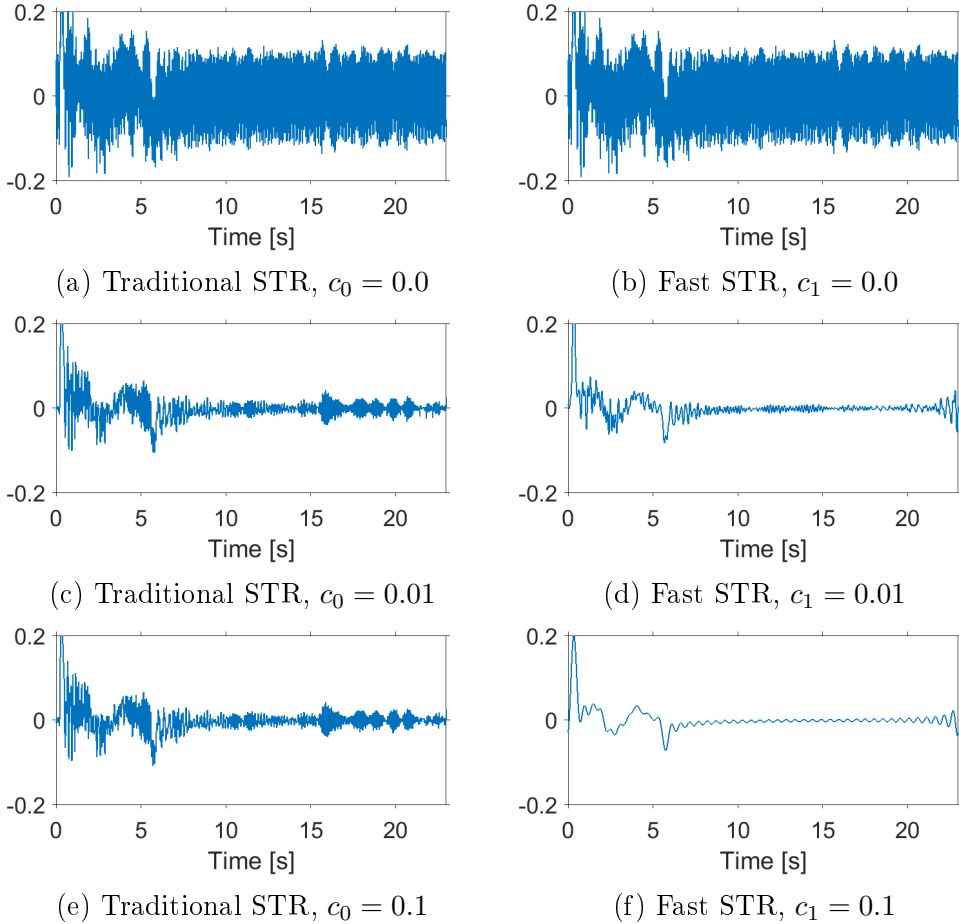 0.2
0
-0.2
0 5 10 15 20
Time [s]
(a) Traditional STR, c₀ = 0.0
0.2
0
-0.2
0 5 10 15 20
Time [s]
(b) Fast STR, c₁ = 0.0
0.2
0
-0.2
0 5 10 15 20
Time [s]
(c) Traditional STR, c₀ = 0.01
0.2
0
-0.2
0 5 10 15 20
Time [s]
(d) Fast STR, c₁ = 0.01
0.2
0
-0.2
0 5 10 15 20
Time [s]
(e) Traditional STR, c₀ = 0.1
0.2
0
-0.2
0 5 10 15 20
Time [s]
(f) Fast STR, c₁ = 0.1